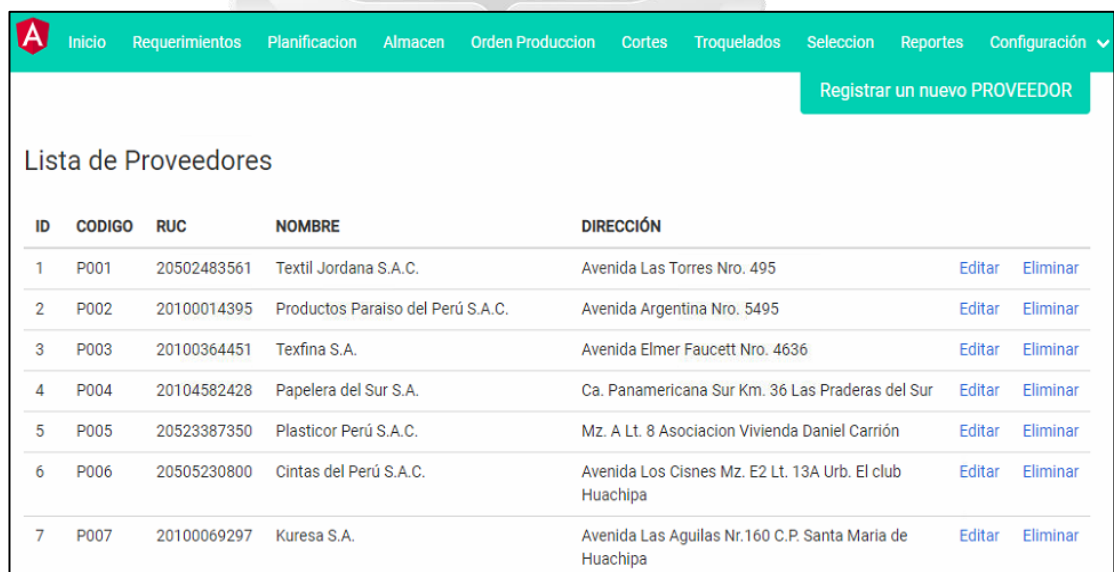 A
Inicio Requerimientos Planificacion Almacen Orden Produccion Cortes Troquelados Seleccion Reportes Configuración
Registrar un nuevo PROVEEDOR
Lista de Proveedores
ID CODIGO RUC NOMBRE DIRECCIÓN
1 P001 20502483561 Textil Jordana S.A.C. Avenida Las Torres Nro. 495 Editar Eliminar
2 P002 20100014395 Productos Paraiso del Perú S.A.C. Avenida Argentina Nro. 5495 Editar Eliminar
3 P003 20100364451 Texfina S.A. Avenida Elmer Faucett Nro. 4636 Editar Eliminar
4 P004 20104582428 Papelera del Sur S.A. Ca. Panamericana Sur Km. 36 Las Praderas del Sur Editar Eliminar
5 P005 20523387350 Plasticor Perú S.A.C. Mz. A Lt. 8 Asociacion Vivienda Daniel Carrión Editar Eliminar
6 P006 20505230800 Cintas del Perú S.A.C. Avenida Los Cisnes Mz. E2 Lt. 13A Urb. El club Editar Eliminar
Huachipa
7 P007 20100069297 Kuresa S.A. Avenida Las Aguilas Nr.160 C.P. Santa Maria de Editar Eliminar
Huachipa